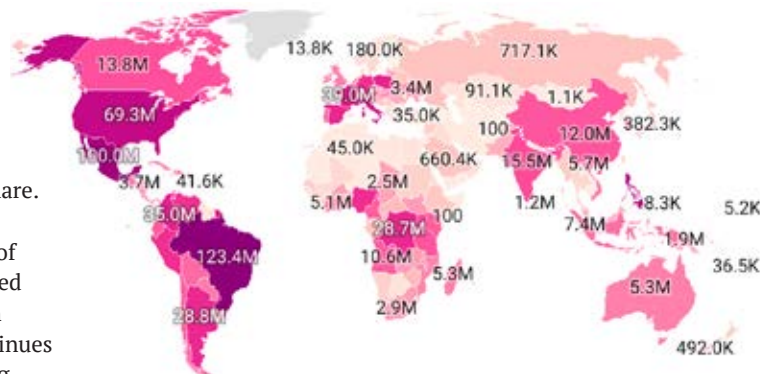 13.8K 180.0K 717.1K
13.8M
39.0M 3.4M 91.1K 1.1K
69.3M 35.0K 100 12.0M 382.3K
100.0M 45.0K 660.4K 15.5M 5.7M
3.7M 41.6K 2.5M
5.1M 100 1.2M 8.3K 5.2K
35.0M 28.7M 7.4M 1.9M
123.4M 10.6M 36.5K
5.3M 5.3M
28.8M 2.9M
492.0K
are.
of
ed
inues